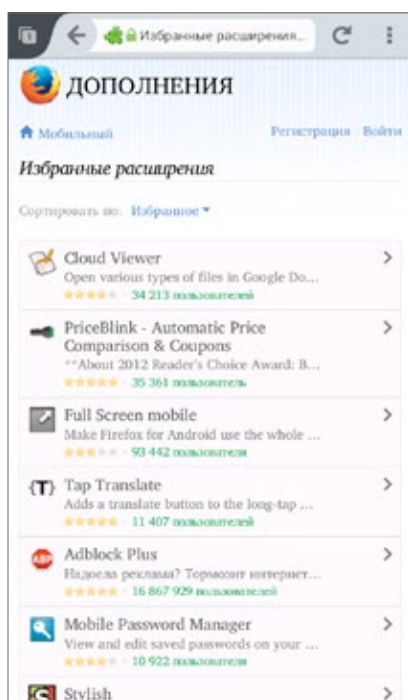 Избранные расширения...
ДОПОЛНЕНИЯ
Мобильный Регистрация Войти
Избранные расширения
Сортировать по: Избранное
Cloud Viewer
Open various types of files in Google Do...
34 213 пользователей
PriceBlink - Automatic Price
Comparison & Coupons
**About 2012 Reader's Choice Award: B...
35 361 пользователь
Full Screen mobile
Make Firefox for Android use the whole ...
93 442 пользователя
{T} Tap Translate
Adds a translate button to the long-tap ...
11 407 пользователей
ABP Adblock Plus
Надоела реклама? Тормозит интернет...
16 867 929 пользователей
Mobile Password Manager
View and edit saved passwords on your ...
10 922 пользователя
Stylish